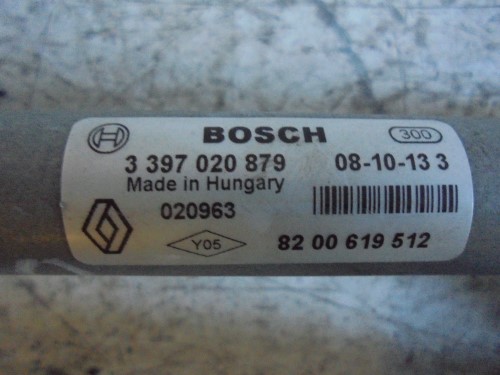 BOSCH 300
3 397 020 879 08-10-13 3
Made in Hungary
020963
Y05 82 00 619 512